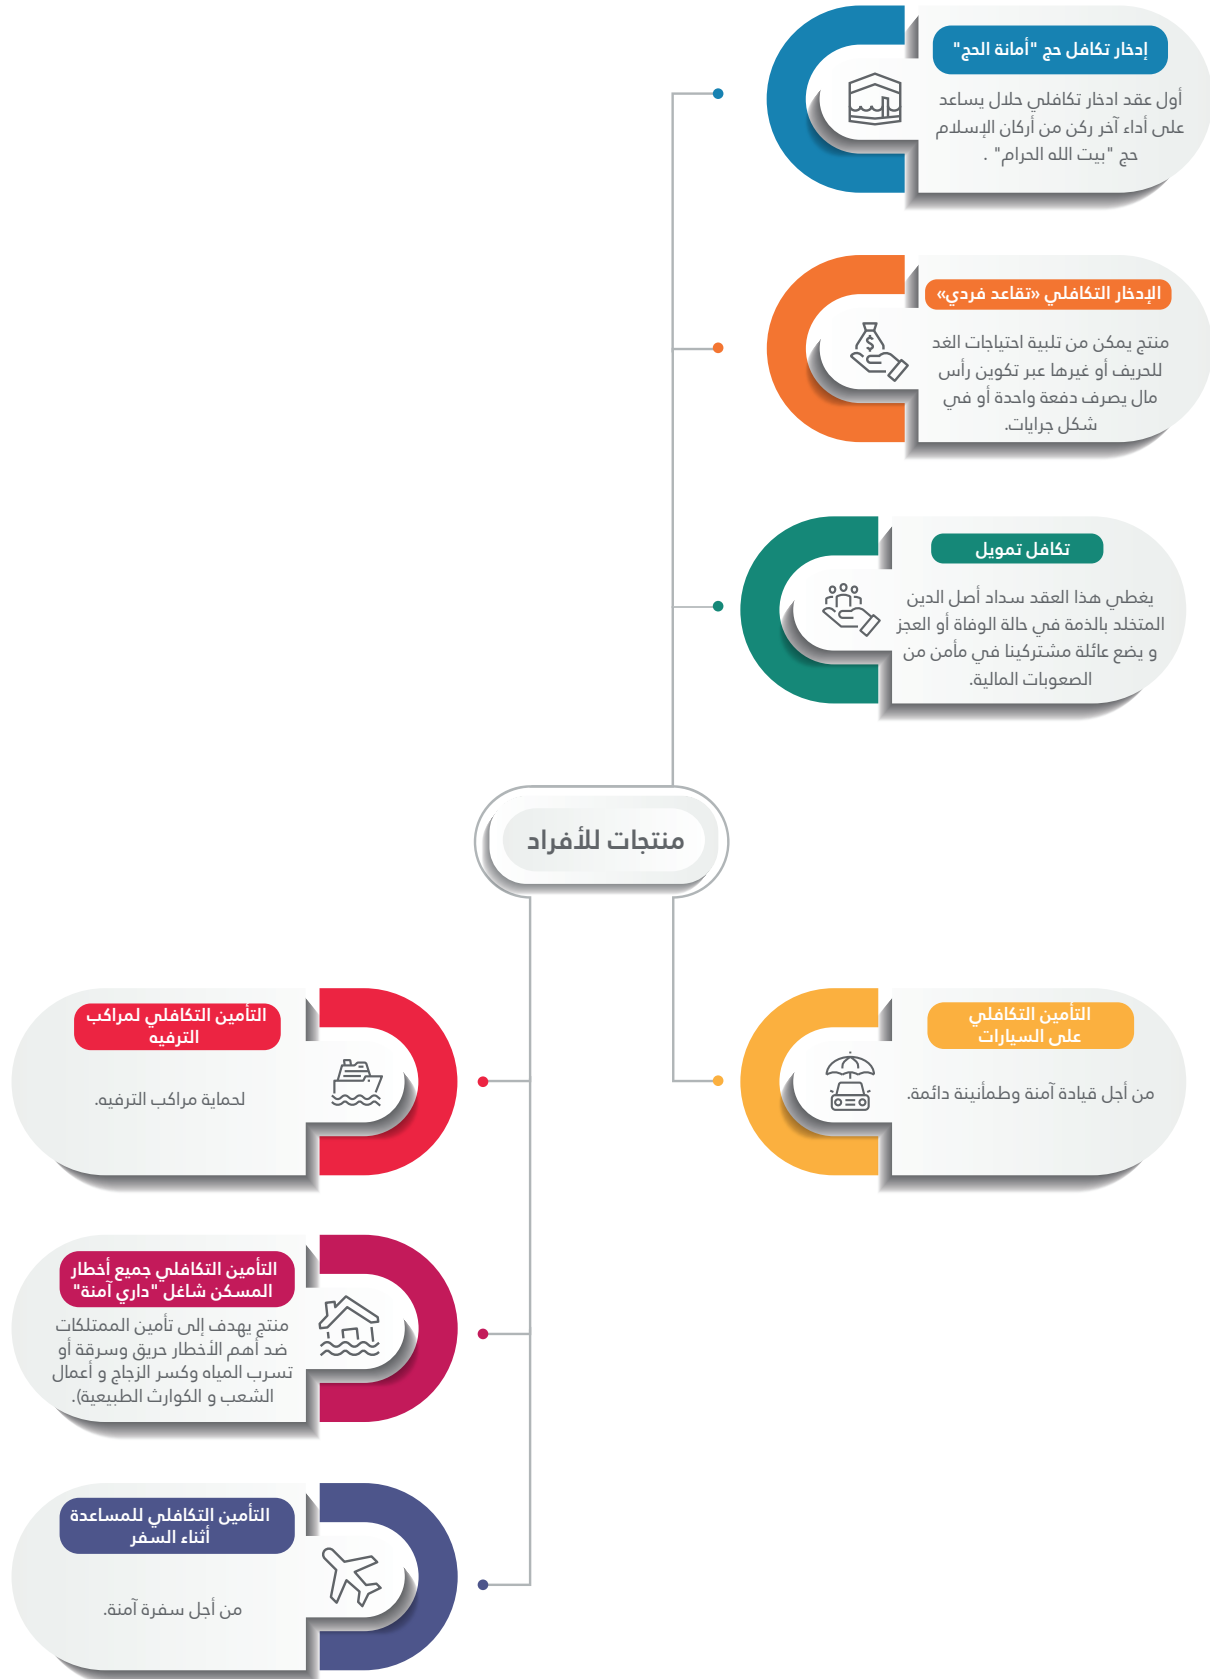 إدخار تكافل حج "أمانة الحج"
أول عقد ادخار تكافلي حلال يساعد
على أداء آخر ركن من أركان الإسلام
حج "بيت الله الحرام" .
الإدخار التكافلي «تقاعد فردي»
منتج يمكن من تلبية احتياجات الغد
للحريف أو غيرها عبر تكوين رأس
مال يصرف دفعة واحدة أو في
شكل جرايات.
تكافل تمويل
يغطي هذا العقد سداد أصل الدين
المتخلد بالذمة في حالة الوفاة أو العجز
و يضع عائلة مشتركينا في مأمن من
الصعوبات المالية.
منتجات للأفراد
التأمين التكافلي
على السيارات
من أجل قيادة آمنة وطمأنينة دائمة.
التأمين التكافلي لمراكب
الترفيه
لحماية مراكب الترفيه.
التأمين التكافلي جميع أخطار
المسكن شاغل "داري آمنة"
منتج يهدف إلى تأمين الممتلكات
ضد أهم الأخطار حريق وسرقة أو
تسرب المياه وكسر الزجاج و أعمال
الشعب و الكوارث الطبيعية).
التأمين التكافلي للمساعدة
أثناء السفر
من أجل سفرة آمنة.